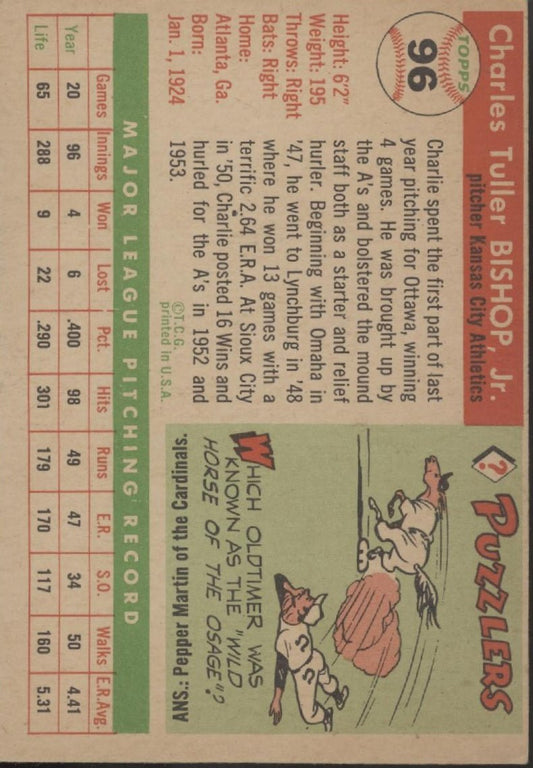 TOPPS
96
Charles Tuller BISHOP, Jr.
pitcher Kansas City Athletics
Height: 6'2"
Weight: 195
Throws: Right
Bats: Right
Home:
Atlanta, Ga.
Born:
Jan. 1, 1924
Charlie spent the first part of last
year pitching for Ottawa, winning
4 games. He was brought up by
the A's and bolstered the mound
staff both as a starter and relief
hurler. Beginning with Omaha in
'47, he went to Lynchburg in '48
where he won 13 games with a
terrific 2.64 E.R.A. At Sioux City
in '50, Charlie posted 16 Wins and
hurled for the A's in 1952 and
1953.
©T.C.G.
printed in U.S.A.
? PUZZLERS
WHICH OLDTIMER WAS
KNOWN AS THE "WILD
HORSE OF THE OSAGE"?
ANS.: Pepper Martin of the Cardinals.
MAJOR LEAGUE PITCHING RECORD
Games Innings Won Lost Pct. Hits Runs E.R. S.O. Walks E.R.Avg.
Year 20 96 4 6 .400 98 49 47 34 50 4.41
Life 65 288 9 22 .290 301 179 170 117 160 5.31